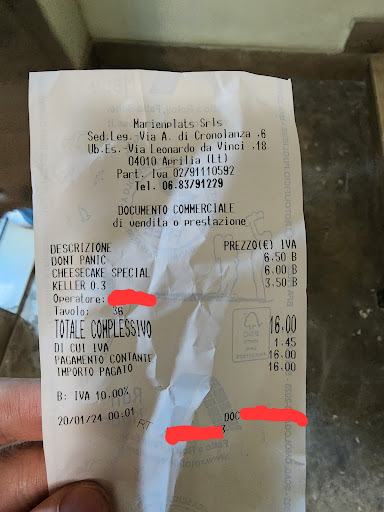 Marienplats Srls
Sed.Leg.-Via A. di Cronolanza ,6
Ub.Es.-Via Leonardo da Vinci ,18
04010 Aprilia (Lt)
Part. Iva 02791110592
Tel. 06.83791229
DOCUMENTO COMMERCIALE
di vendita o prestazione
DESCRIZIONE PREZZO(€) IVA
DONT PANIC 6.50 B
CHEESECAKE SPECIAL 6.00 B
KELLER 0.3 3.50 B
Operatore:
Tavolo: 36
TOTALE COMPLESSIVO 16.00
DI CUI IVA 1.45
PAGAMENTO CONTANTE 16.00
IMPORTO PAGATO 16.00
B: IVA 10.00%
20/01/24 00:01 DOC
RT